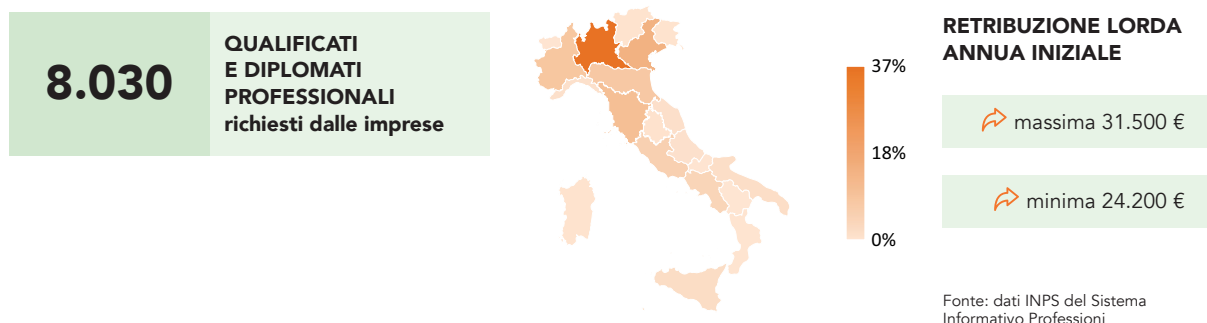 8.030
QUALIFICATI
E DIPLOMATI
PROFESSIONALI
richiesti dalle imprese
37%
18%
0%
RETRIBUZIONE LORDA
ANNUA INIZIALE
massima 31.500 €
minima 24.200 €
Fonte: dati INPS del Sistema
Informativo Professioni